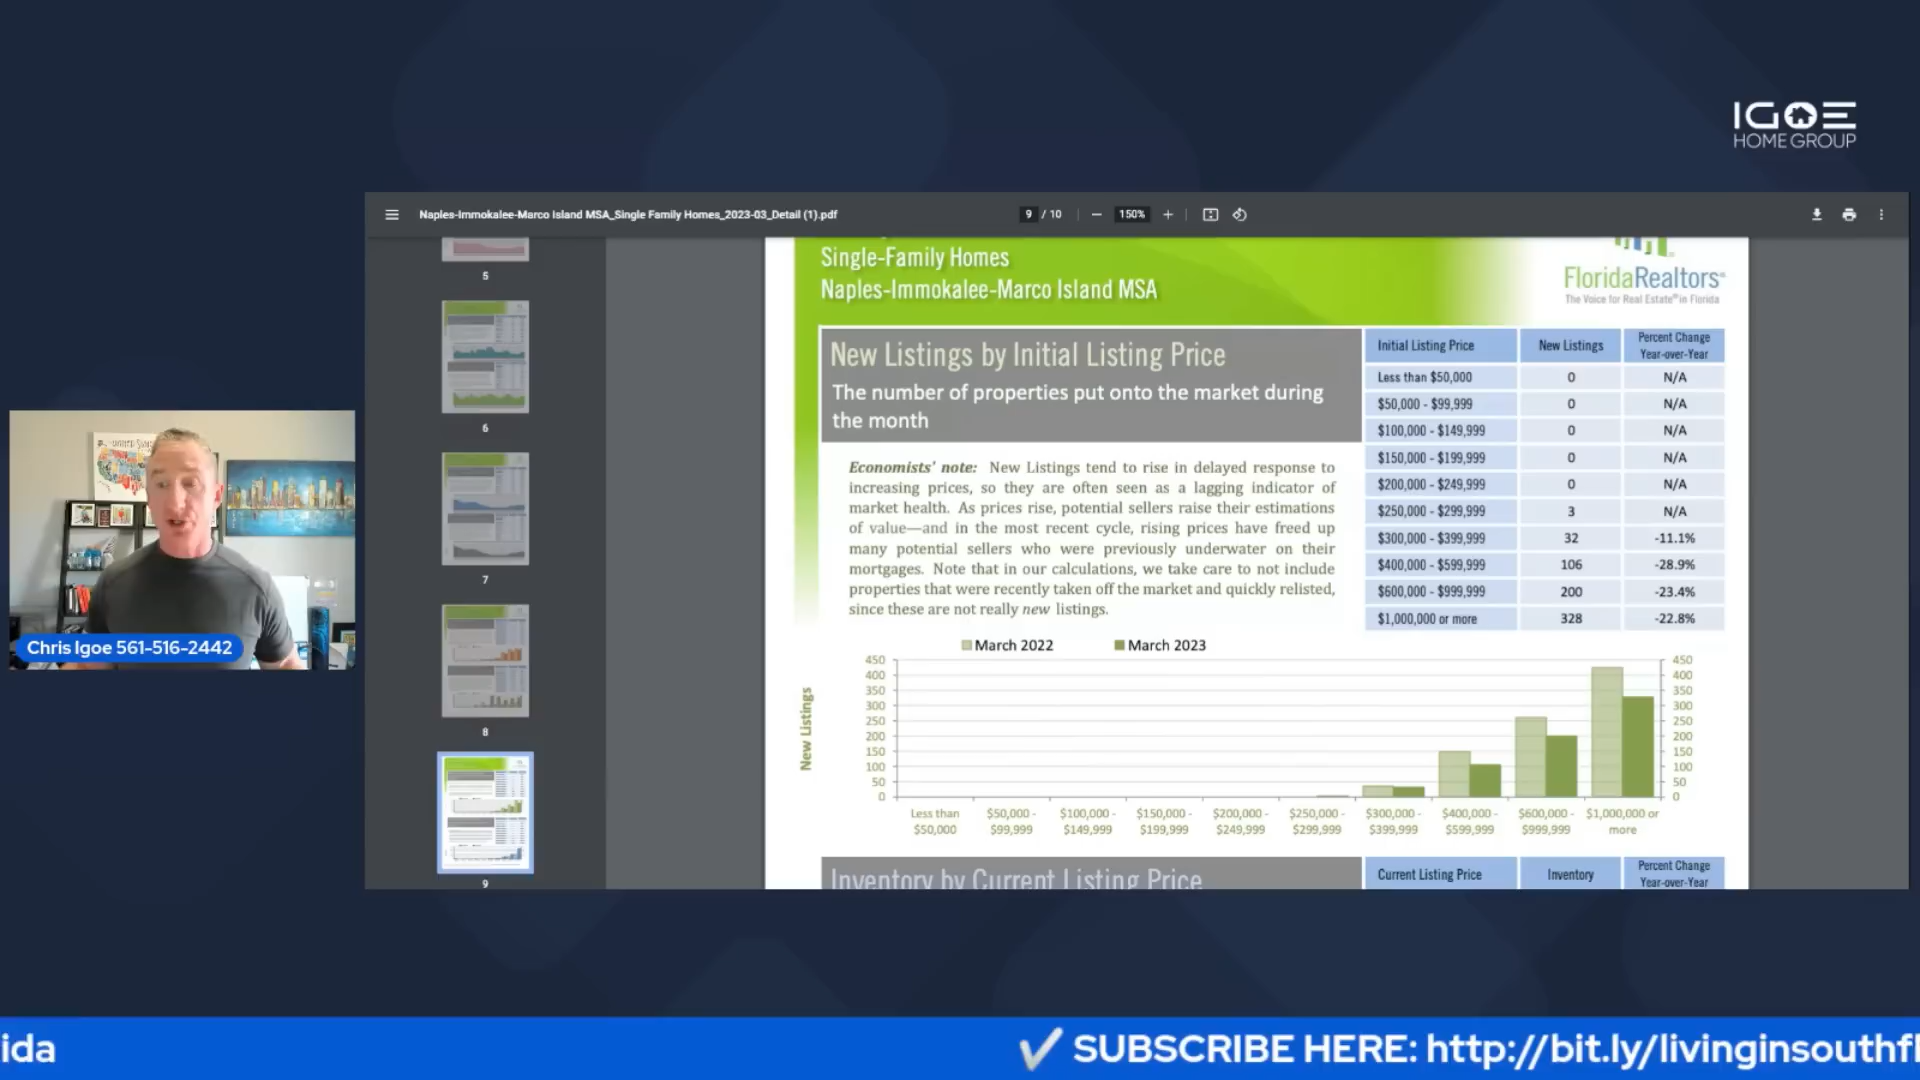 IGOE
HOME GROUP
Naples-Immokalee-Marco Island MSA_Single Family Homes_2023-03_Detail (1).pdf
9 / 10
150%
5
6
7
8
9
Single-Family Homes
Naples-Immokalee-Marco Island MSA
FloridaRealtors®
The Voice for Real Estate® in Florida
New Listings by Initial Listing Price
The number of properties put onto the market during
the month
Economists' note: New Listings tend to rise in delayed response to
increasing prices, so they are often seen as a lagging indicator of
market health. As prices rise, potential sellers raise their estimations
of value—and in the most recent cycle, rising prices have freed up
many potential sellers who were previously underwater on their
mortgages. Note that in our calculations, we take care to not include
properties that were recently taken off the market and quickly relisted,
since these are not really new listings.
Initial Listing Price New Listings Percent Change Year-over-Year
Less than $50,000 0 N/A
$50,000 - $99,999 0 N/A
$100,000 - $149,999 0 N/A
$150,000 - $199,999 0 N/A
$200,000 - $249,999 0 N/A
$250,000 - $299,999 3 N/A
$300,000 - $399,999 32 -11.1%
$400,000 - $599,999 106 -28.9%
$600,000 - $999,999 200 -23.4%
$1,000,000 or more 328 -22.8%
March 2022 March 2023
New Listings
450 450
400 400
350 350
300 300
250 250
200 200
150 150
100 100
50 50
0 0
Less than $50,000 - $100,000 - $150,000 - $200,000 - $250,000 - $300,000 - $400,000 - $600,000 - $1,000,000 or
$50,000 $99,999 $149,999 $199,999 $249,999 $299,999 $399,999 $599,999 $999,999 more
Inventory by Current Listing Price
Current Listing Price Inventory Percent Change Year-over-Year
Chris Igoe 561-516-2442
ida
SUBSCRIBE HERE: http://bit.ly/livinginsouthfl